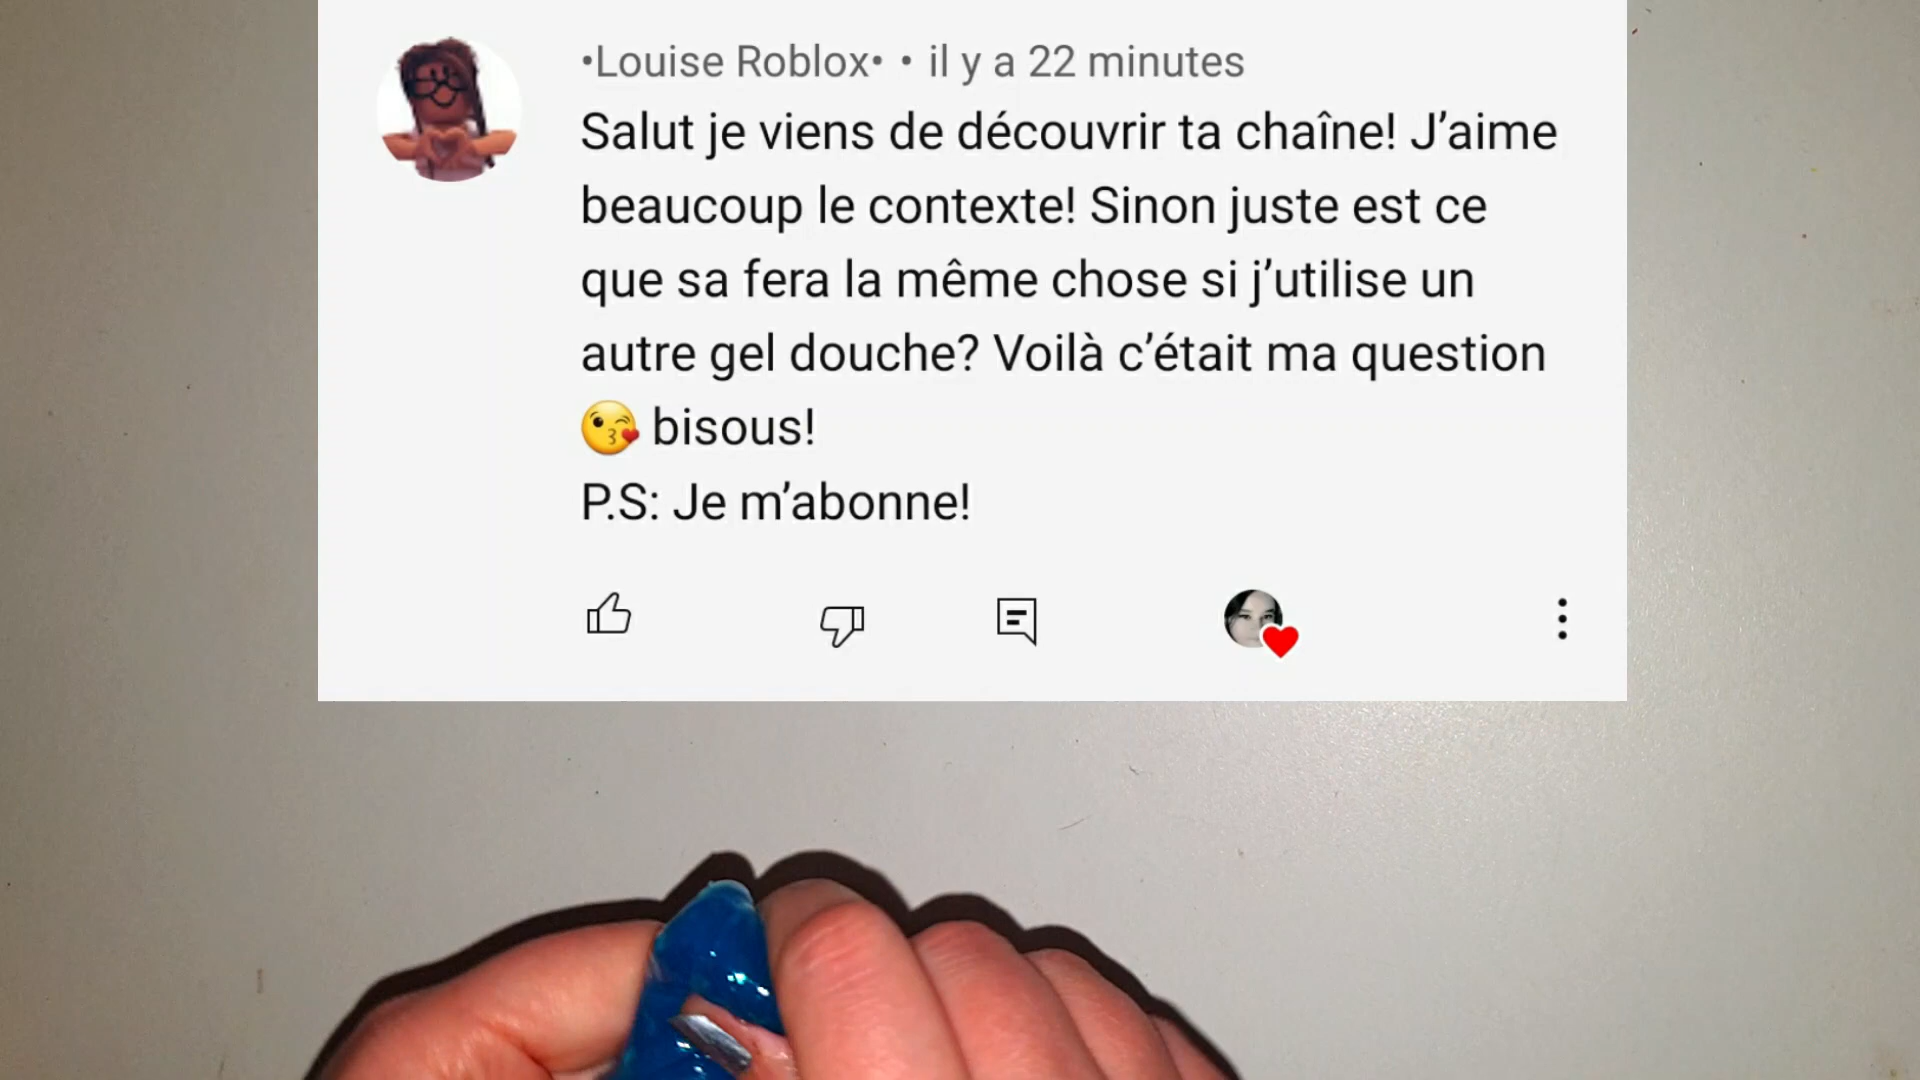 •Louise Roblox• • il y a 22 minutes
Salut je viens de découvrir ta chaîne! J’aime
beaucoup le contexte! Sinon juste est ce
que sa fera la même chose si j’utilise un
autre gel douche? Voilà c’était ma question
😘 bisous!
P.S: Je m’abonne!